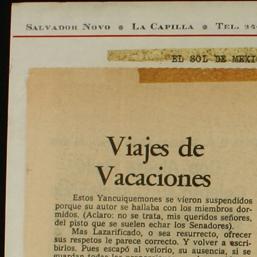 SALVADOR NOVO • LA CAPILLA • TEL.
EL SOL DE MEXI
Viajes de
Vacaciones
Estos Yancuiquemones se vieron suspendidos
porque su autor se hallaba con los miembros dor-
midos. (Aclaro: no se trata, mis queridos señores,
del pisto que se suelen echar los Senadores).
Mas Lazarificado, o sea resurrecto, ofrecer
sus respetos le parece correcto. Y volver a escri-
birlos. Pues escapó al velorio, su ausencia, si se